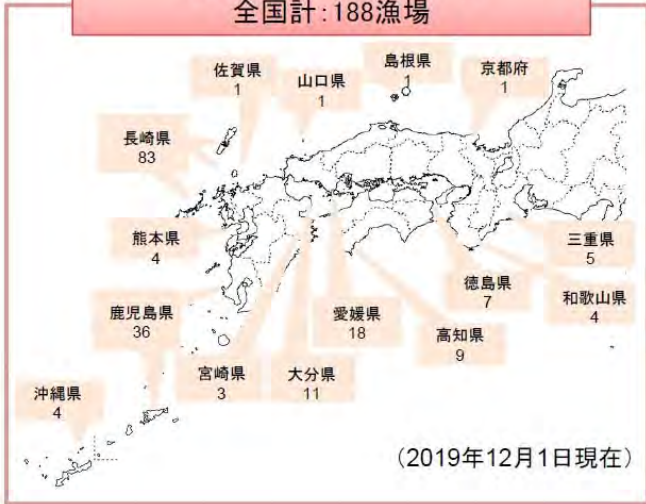 全国計:188漁場
島根県
1
京都府
1
佐賀県
1
山口県
1
長崎県
83
熊本県
4
三重県
5
徳島県
7
和歌山県
4
鹿児島県
36
愛媛県
18
高知県
9
宮崎県
3
大分県
11
沖縄県
4
(2019年12月1日現在)